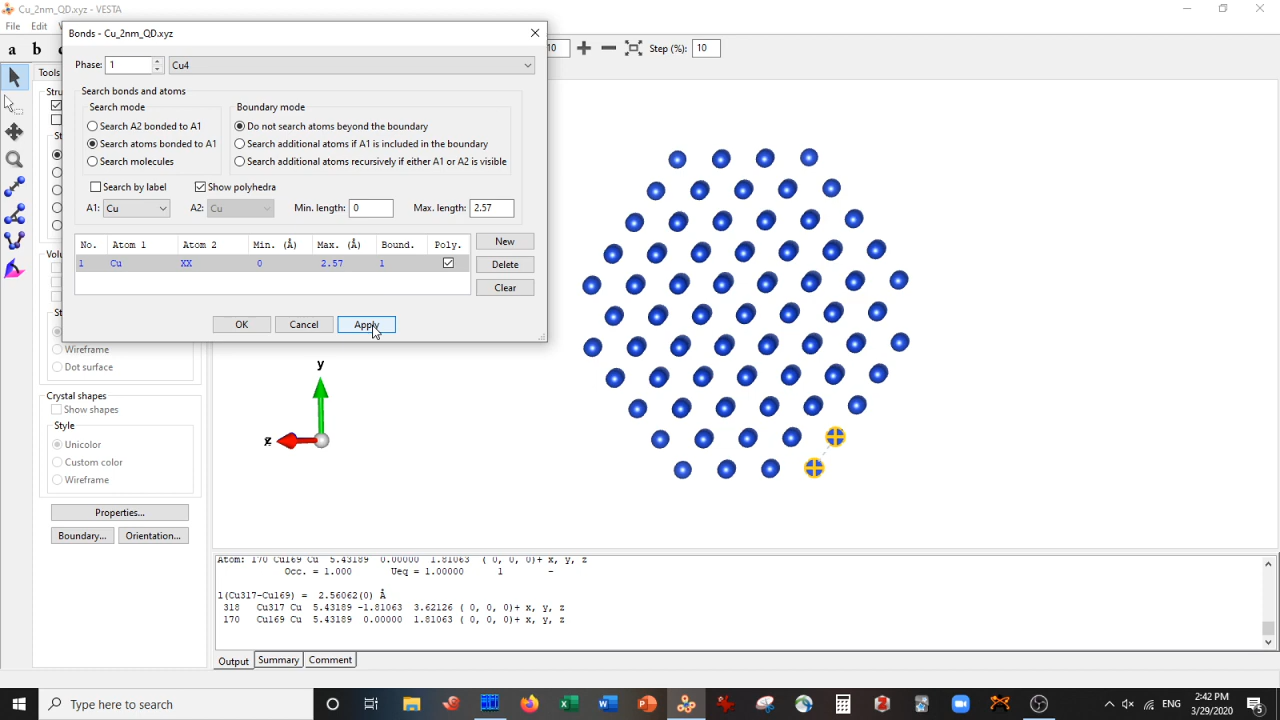 Cu_2nm_QD.xyz - VESTA
File Edit
a b
10 Step (%): 10
Bonds - Cu_2nm_QD.xyz
Phase: 1 Cu4
Search bonds and atoms
Search mode
Search A2 bonded to A1
Search atoms bonded to A1
Search molecules
Boundary mode
Do not search atoms beyond the boundary
Search additional atoms if A1 is included in the boundary
Search additional atoms recursively if either A1 or A2 is visible
Search by label Show polyhedra
A1: Cu A2: Cu Min. length: 0 Max. length: 2.57
No. Atom 1 Atom 2 Min. (Å) Max. (Å) Bound. Poly.
1 Cu XX 0 2.57 1
New
Delete
Clear
OK Cancel Apply
Tools
Wireframe
Dot surface
Crystal shapes
Show shapes
Style
Unicolor
Custom color
Wireframe
Properties...
Boundary... Orientation...
y
Atom: 170 Cu169 Cu 5.43189 0.00000 1.81063 ( 0, 0, 0)+ x, y, z
Occ. = 1.000 Ueq = 1.00000 1 -
l(Cu317-Cu169) = 2.56062(0) Å
318 Cu317 Cu 5.43189 -1.81063 3.62126 ( 0, 0, 0)+ x, y, z
170 Cu169 Cu 5.43189 0.00000 1.81063 ( 0, 0, 0)+ x, y, z
Output Summary Comment
Type here to search
ENG
2:42 PM
3/29/2020
3